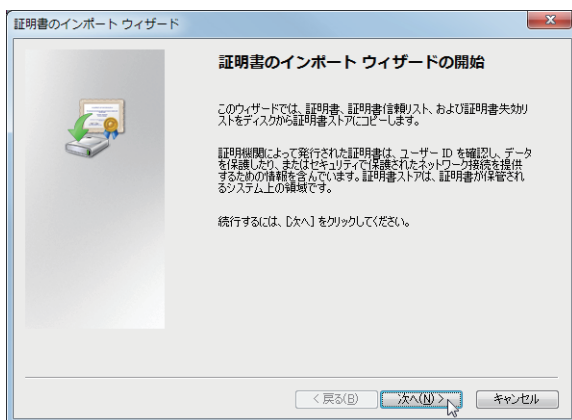 証明書のインポート ウィザード
証明書のインポート ウィザードの開始
このウィザードでは、証明書、証明書信頼リスト、および証明書失効リ
ストをディスクから証明書ストアにコピーします。
証明機関によって発行された証明書は、ユーザー ID を確認し、データ
を保護したり、またはセキュリティで保護されたネットワーク接続を提供
するための情報を含んでいます。証明書ストアは、証明書が保管され
るシステム上の領域です。
続行するには、[次へ] をクリックしてください。
< 戻る(B) 次へ(N) > キャンセル